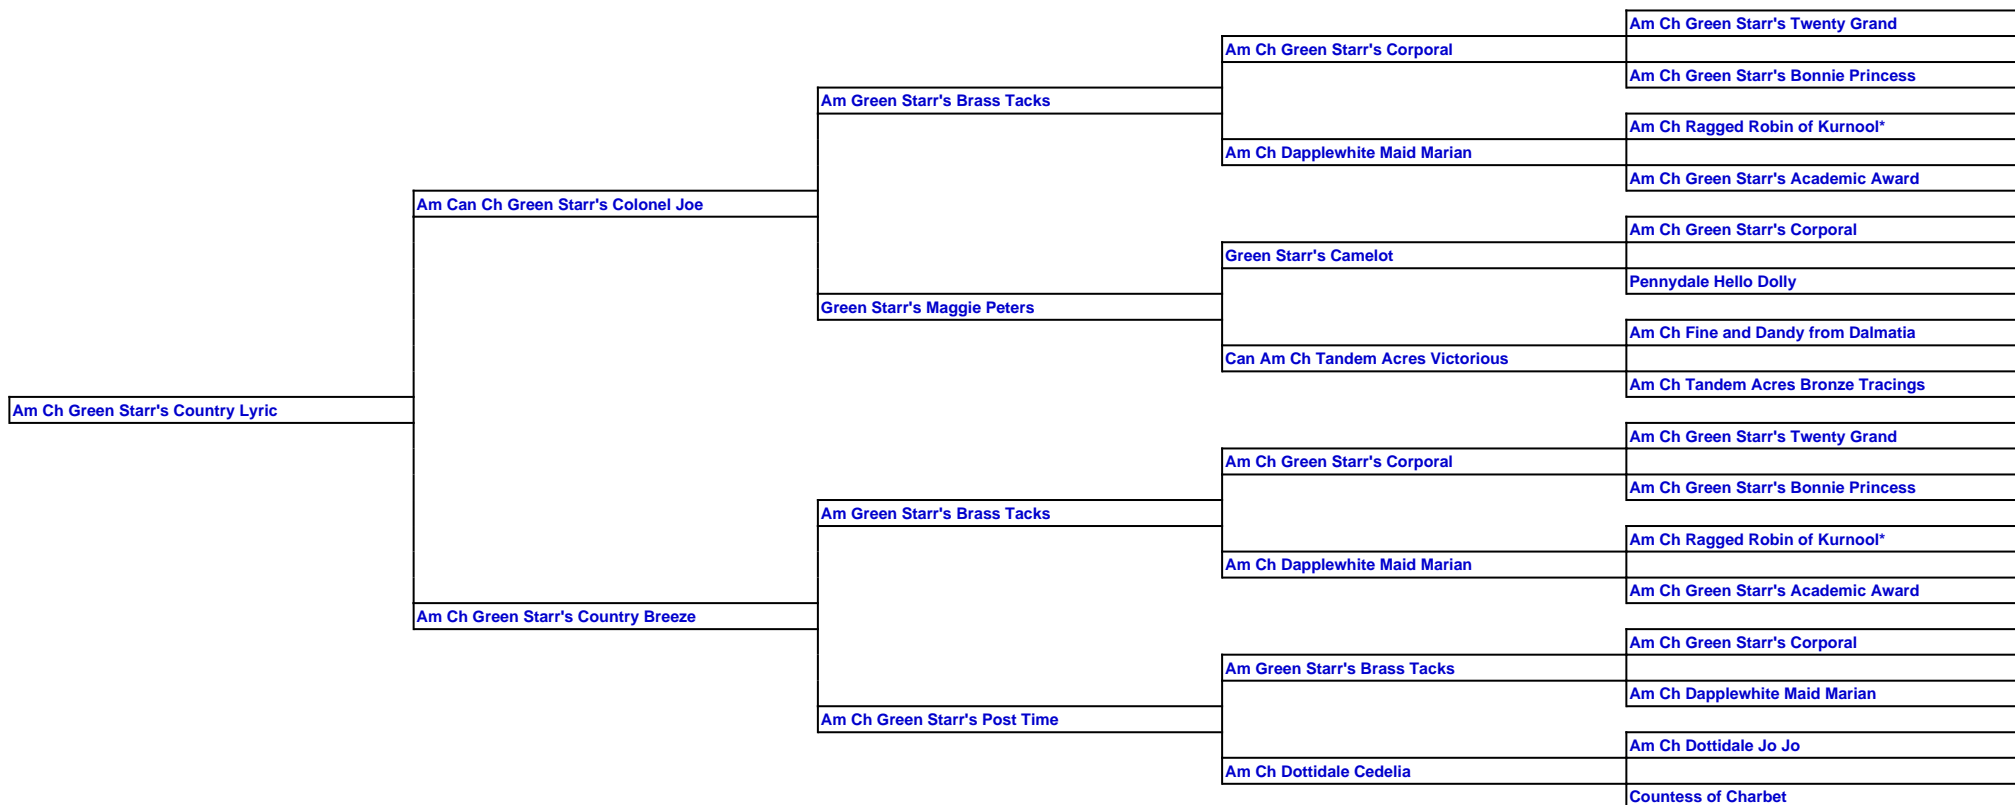 Am Ch Green Starr's Twenty Grand
Am Ch Green Starr's Corporal
Am Ch Green Starr's Bonnie Princess
Am Green Starr's Brass Tacks
Am Ch Ragged Robin of Kurnool*
Am Ch Dapplewhite Maid Marian
Am Ch Green Starr's Academic Award
Am Can Ch Green Starr's Colonel Joe
Am Ch Green Starr's Corporal
Green Starr's Camelot
Pennydale Hello Dolly
Green Starr's Maggie Peters
Am Ch Fine and Dandy from Dalmatia
Can Am Ch Tandem Acres Victorious
Am Ch Tandem Acres Bronze Tracings
Am Ch Green Starr's Country Lyric
Am Ch Green Starr's Twenty Grand
Am Ch Green Starr's Corporal
Am Ch Green Starr's Bonnie Princess
Am Green Starr's Brass Tacks
Am Ch Ragged Robin of Kurnool*
Am Ch Dapplewhite Maid Marian
Am Ch Green Starr's Academic Award
Am Ch Green Starr's Country Breeze
Am Ch Green Starr's Corporal
Am Green Starr's Brass Tacks
Am Ch Dapplewhite Maid Marian
Am Ch Green Starr's Post Time
Am Ch Dottidale Jo Jo
Am Ch Dottidale Cedelia
Countess of Charbet